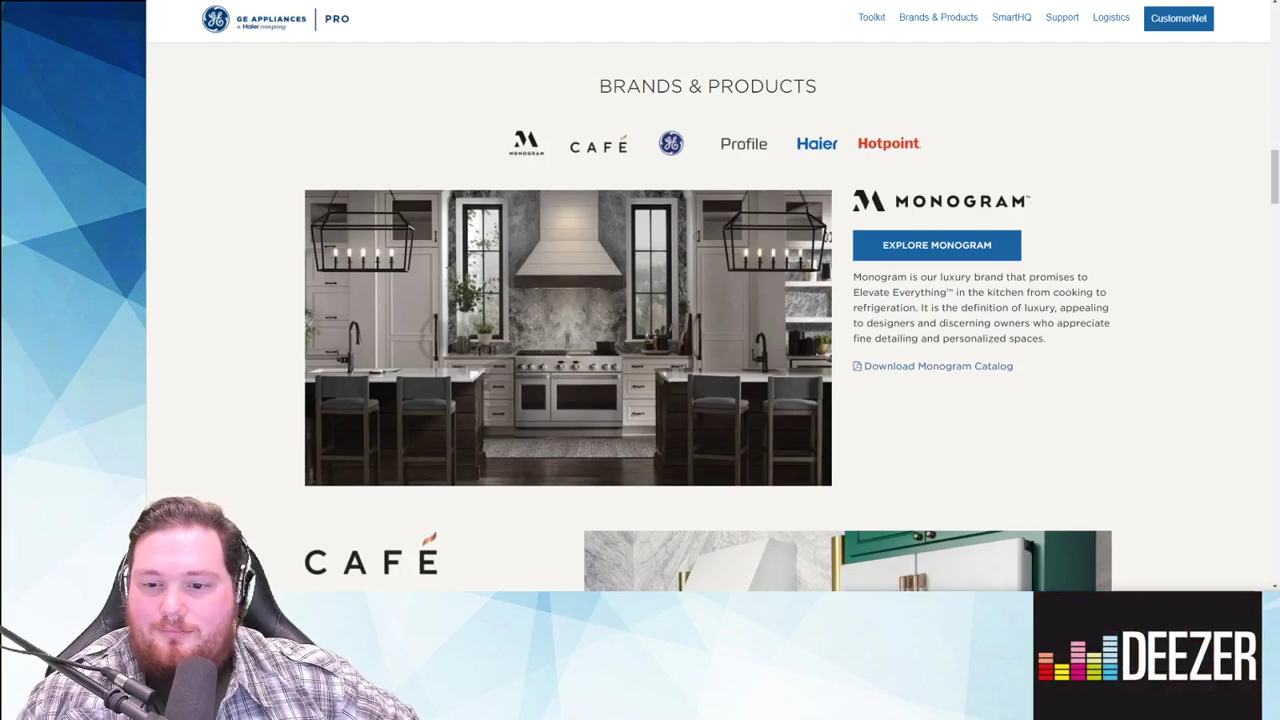 GE APPLIANCES
a Haier company
PRO
Toolkit
Brands & Products
SmartHQ
Support
Logistics
CustomerNet
BRANDS & PRODUCTS
MONOGRAM
CAFÉ
GE
Profile
Haier
Hotpoint
MONOGRAM™
EXPLORE MONOGRAM
Monogram is our luxury brand that promises to
Elevate Everything™ in the kitchen from cooking to
refrigeration. It is the definition of luxury, appealing
to designers and discerning owners who appreciate
fine detailing and personalized spaces.
Download Monogram Catalog
CAFÉ
DEEZER